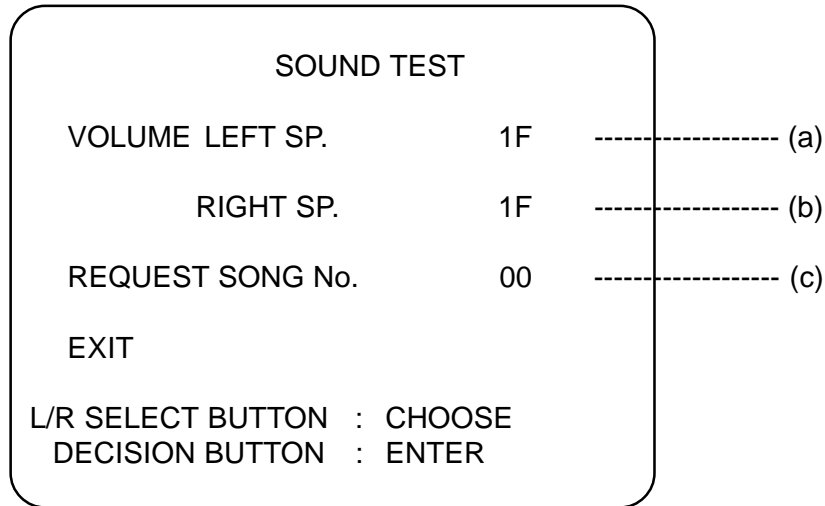 SOUND TEST
VOLUME LEFT SP. 1F ------------------ (a)
RIGHT SP. 1F ------------------ (b)
REQUEST SONG No. 00 ------------------ (c)
EXIT
L/R SELECT BUTTON : CHOOSE
DECISION BUTTON : ENTER